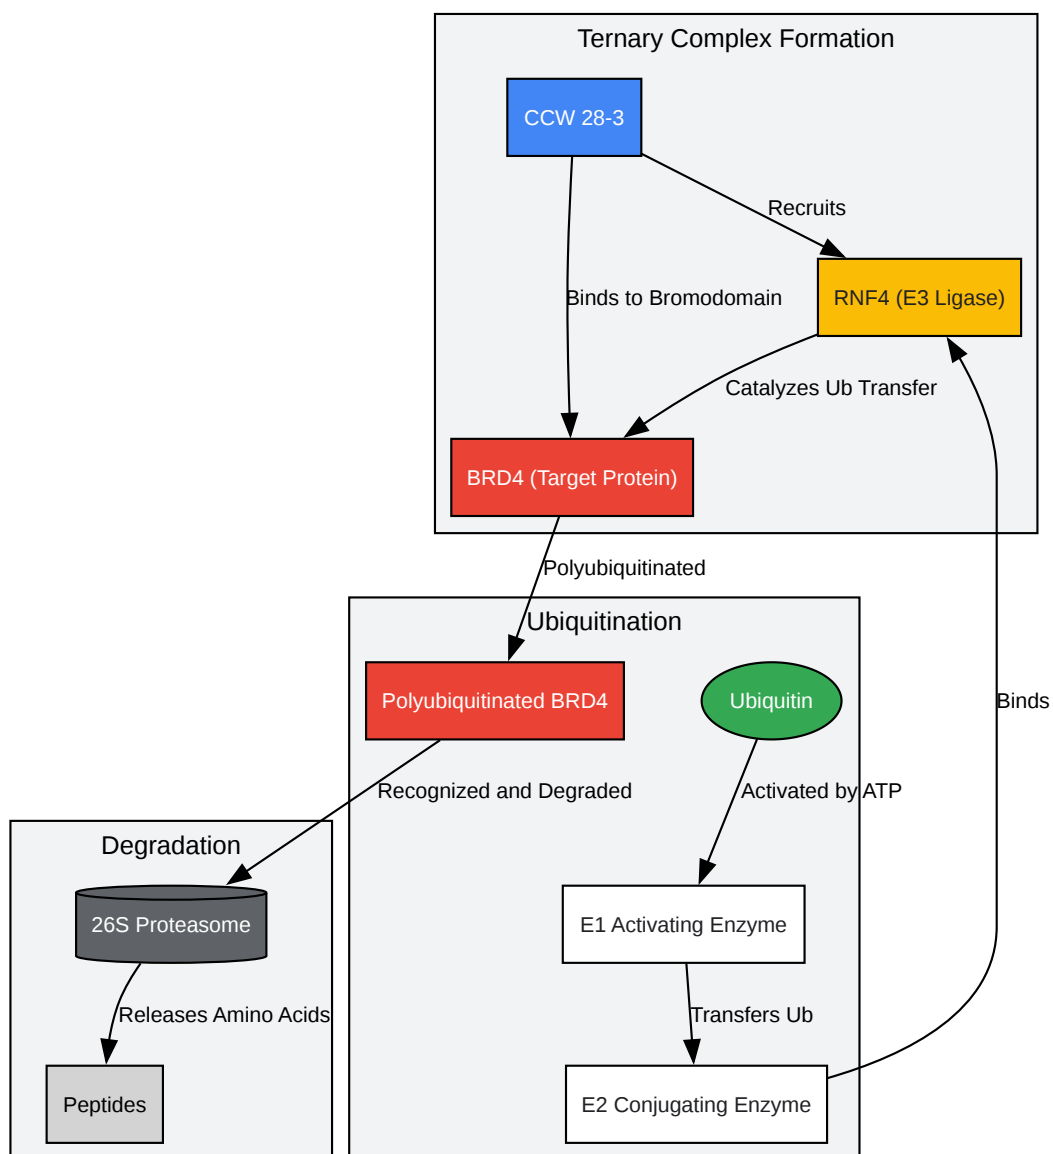 Ternary Complex Formation
CCW 28-3
Recruits
RNF4 (E3 Ligase)
Binds to Bromodomain
Catalyzes Ub Transfer
BRD4 (Target Protein)
Polyubiquitinated
Ubiquitination
Polyubiquitinated BRD4
Ubiquitin
Binds
Recognized and Degraded
Activated by ATP
Degradation
26S Proteasome
E1 Activating Enzyme
Releases Amino Acids
Transfers Ub
Peptides
E2 Conjugating Enzyme